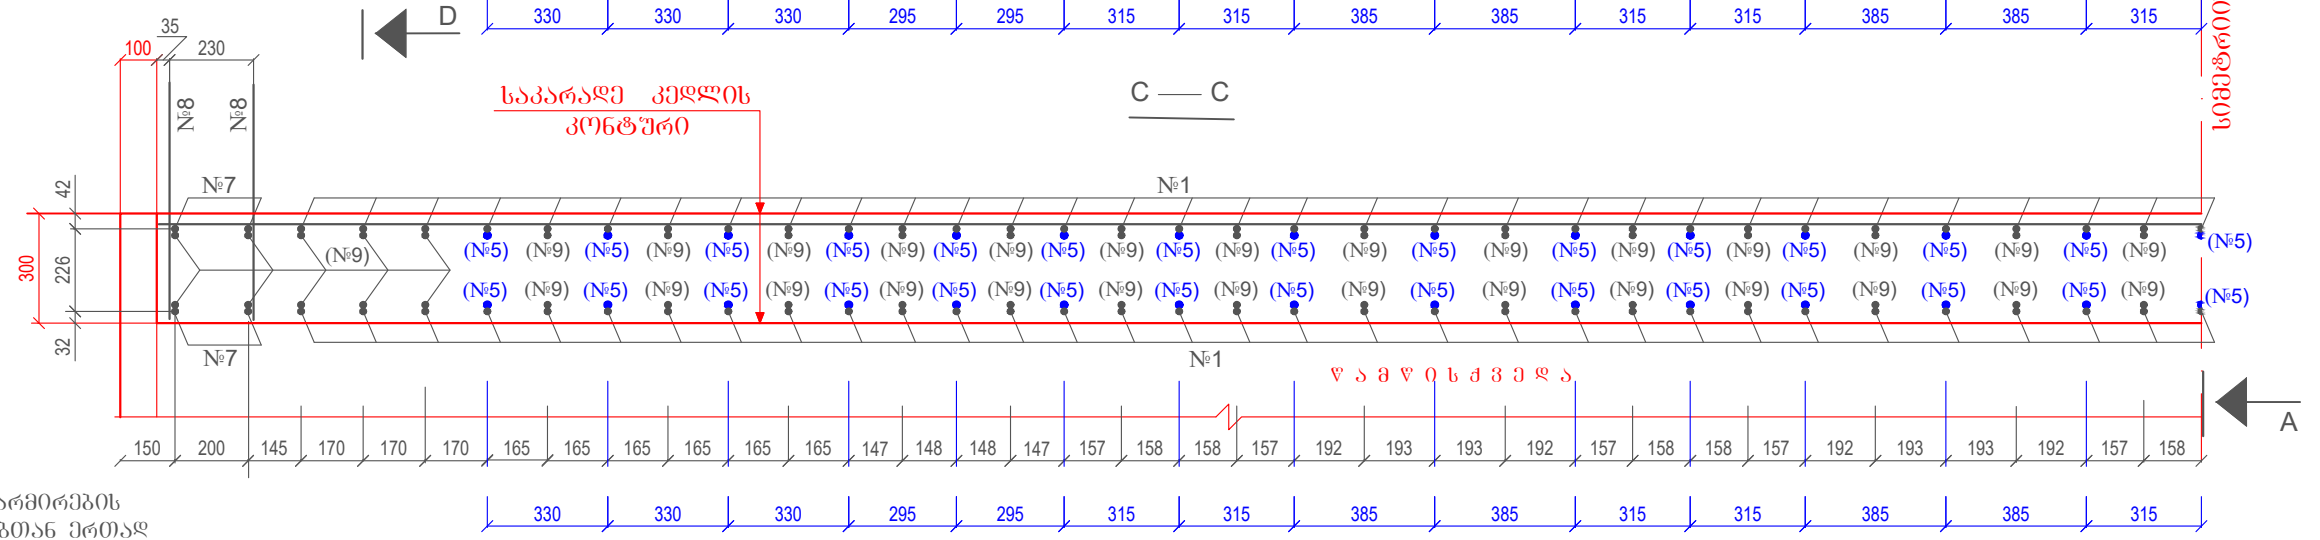 D
330 330 330 295 295 315 315 385 385 315 315 385 385 315
35
100 230
№8 №8
საკარადე კედლის
კონტური
C — C
სიმეტრიი
№7 №1
42
226
300
32
(№9) (№5) (№9) (№5) (№9) (№5) (№9) (№5) (№9) (№5) (№9) (№5) (№9) (№5) (№9) (№5) (№9) (№5) (№9) (№5) (№9) (№5) (№9) (№5) (№9) (№5) (№9) (№5) (№9) (№5)
(№5) (№9) (№5) (№9) (№5) (№9) (№5) (№9) (№5) (№9) (№5) (№9) (№5) (№9) (№5) (№9) (№5) (№9) (№5) (№9) (№5) (№9) (№5) (№9) (№5) (№9) (№5) (№9) (№5)
№7 №1
წამწისქვედა
A
150 200 145 170 170 170 165 165 165 165 165 165 147 148 148 147 157 158 158 157 192 193 193 192 157 158 158 157 192 193 193 192 157 158
არმირების
ბთან ერთად
330 330 330 295 295 315 315 385 385 315 315 385 385 315